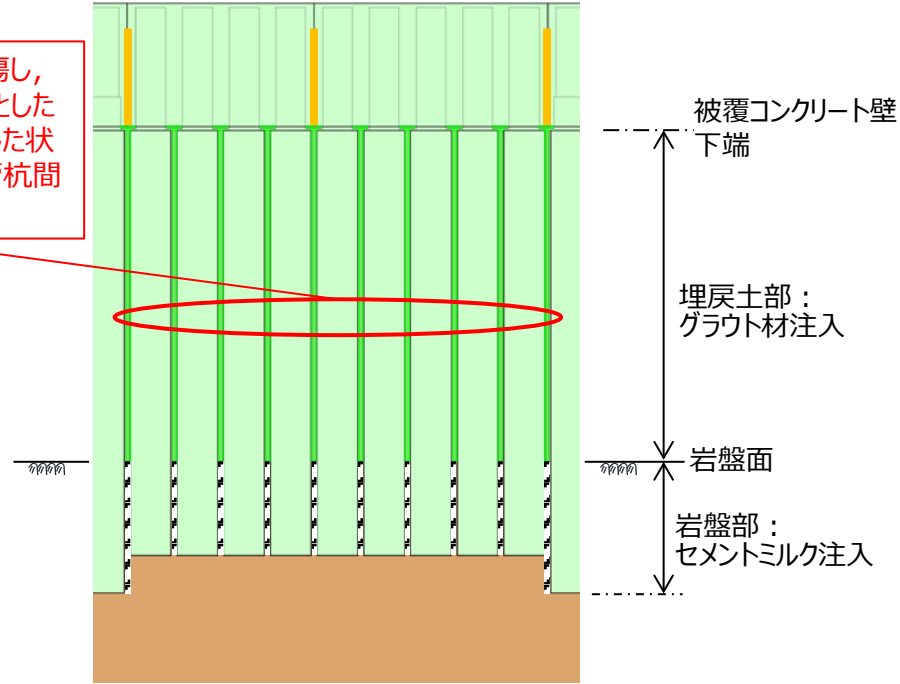 傷し，
とした
た状
杭間
被覆コンクリート壁
下端
埋戻土部：
グラウト材注入
岩盤面
岩盤部：
セメントミルク注入